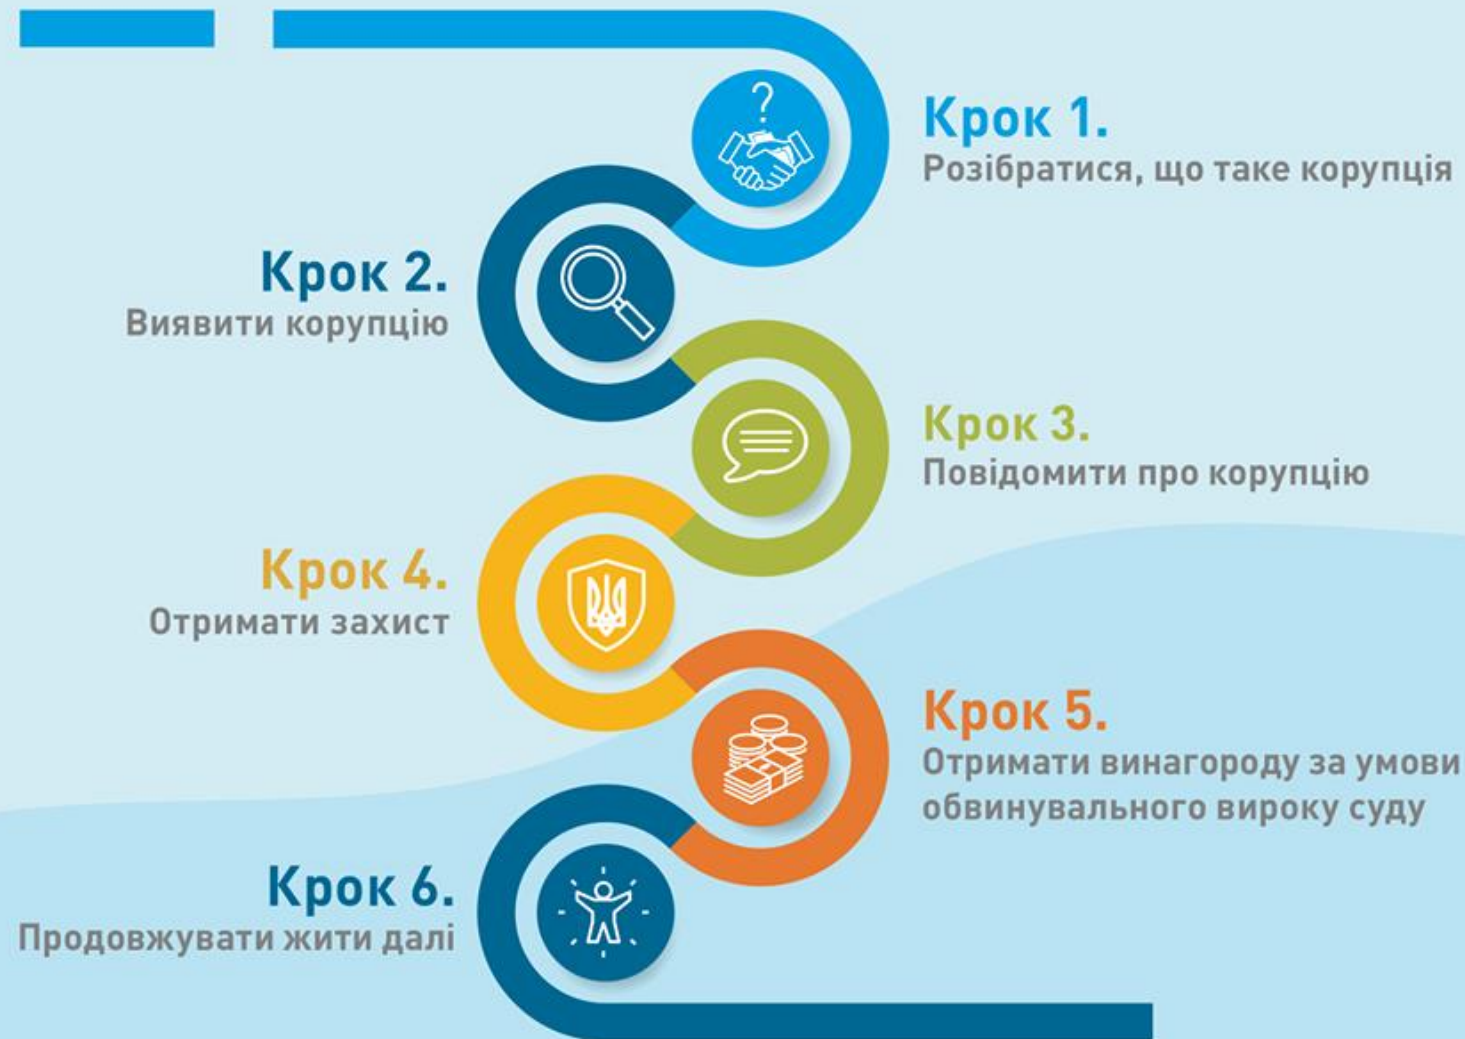 Крок 1.
Розібратися, що таке корупція
Крок 2.
Виявити корупцію
Крок 3.
Повідомити про корупцію
Крок 4.
Отримати захист
Крок 5.
Отримати винагороду за умови
обвинувального вироку суду
Крок 6.
Продовжувати жити далі